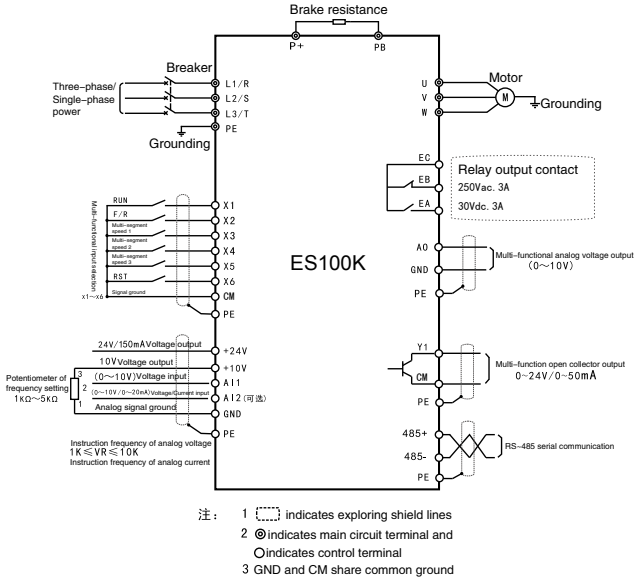 Brake resistance
P+
PB
Breaker
Three-phase/
Single-phase
power
L1/R
L2/S
L3/T
PE
Grounding
U
V
W
Motor
M
Grounding
EC
EB
EA
Relay output contact
250Vac. 3A
30Vdc. 3A
Multi-functional input selection
RUN
F/R
Multi-segment
speed 1
Multi-segment
speed 2
Multi-segment
speed 3
RST
X1~X6
Signal ground
X1
X2
X3
X4
X5
X6
CM
PE
ES100K
AO
GND
PE
Multi-functional analog voltage output
(0~10V)
24V/150mA Voltage output
10V Voltage output
(0~10V)Voltage input
(0~10V/0~20mA)Voltage/Current input
Analog signal ground
+24V
+10V
AI1
AI2(可选)
GND
PE
Potentiometer of
frequency setting
1KΩ~5KΩ
3
2
1
Instruction frequency of analog voltage
1K≤VR≤10K
Instruction frequency of analog current
Y1
CM
PE
Multi-function open collector output
0~24V/0~50mA
485+
485-
PE
RS-485 serial communication
注: 1 indicates exploring shield lines
2 indicates main circuit terminal and
indicates control terminal
3 GND and CM share common ground